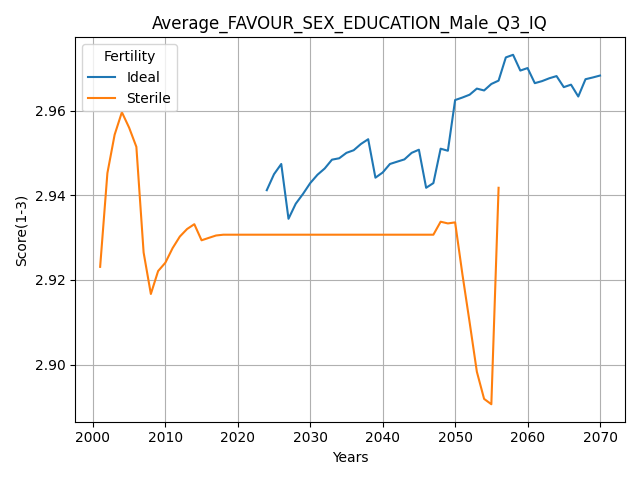 Average_FAVOUR_SEX_EDUCATION_Male_Q3_IQ
Fertility
Ideal
Sterile
Score(1-3)
2.96
2.94
2.92
2.90
2000 2010 2020 2030 2040 2050 2060 2070
Years